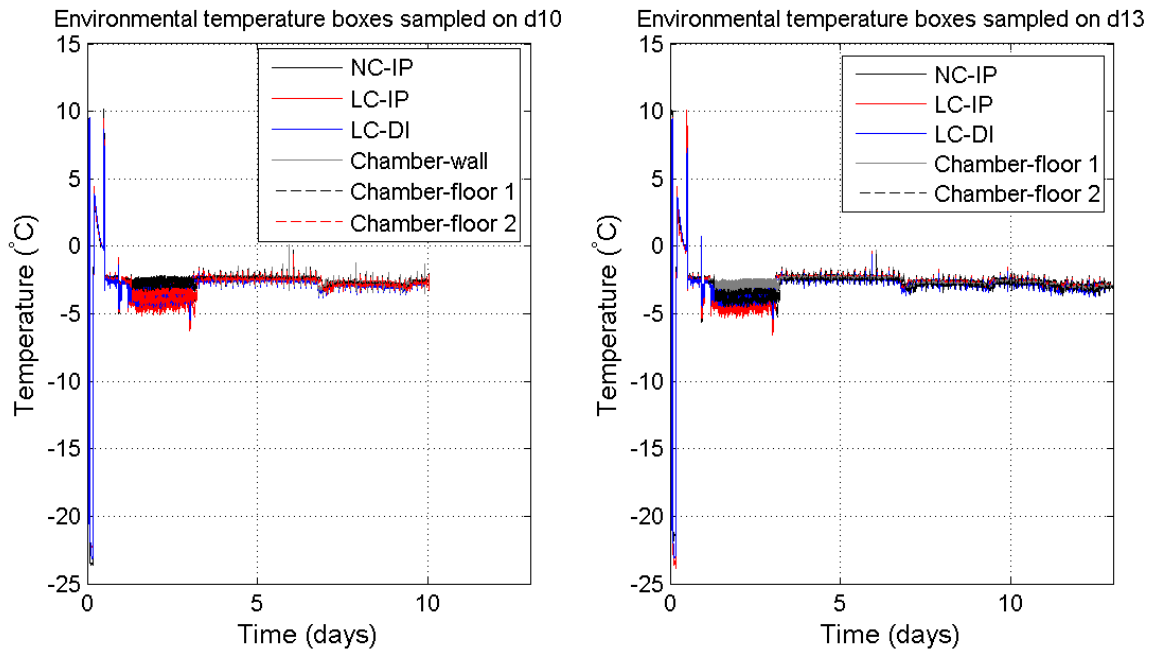 Environmental temperature boxes sampled on d10
15
10
5
0
-5
-10
-15
-20
-25
Temperature (°C)
0
5
10
Time (days)
NC-IP
LC-IP
LC-DI
Chamber-wall
Chamber-floor 1
Chamber-floor 2
Environmental temperature boxes sampled on d13
15
10
5
0
-5
-10
-15
-20
-25
Temperature (°C)
0
5
10
Time (days)
NC-IP
LC-IP
LC-DI
Chamber-floor 1
Chamber-floor 2